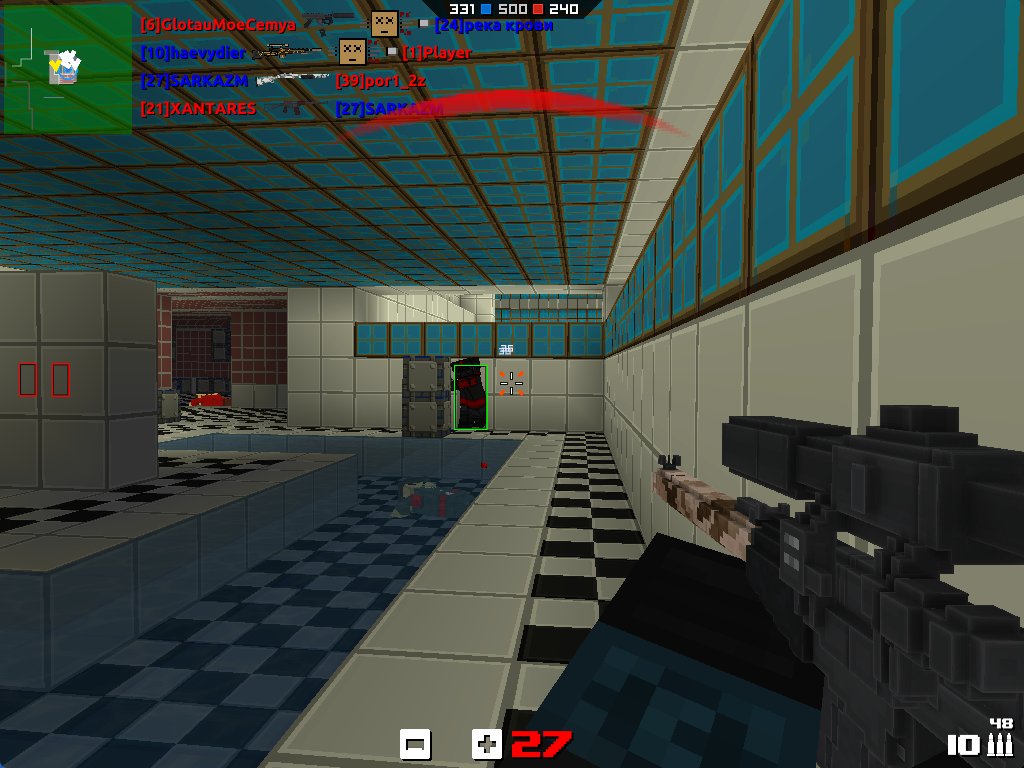 331 500 240
[6]GlotauMoeCemya [24]река крови
[10]haevydier [1]Player
[27]SARKAZM [39]por1_2z
[21]XANTARES [27]SARKAZM
27
48
10